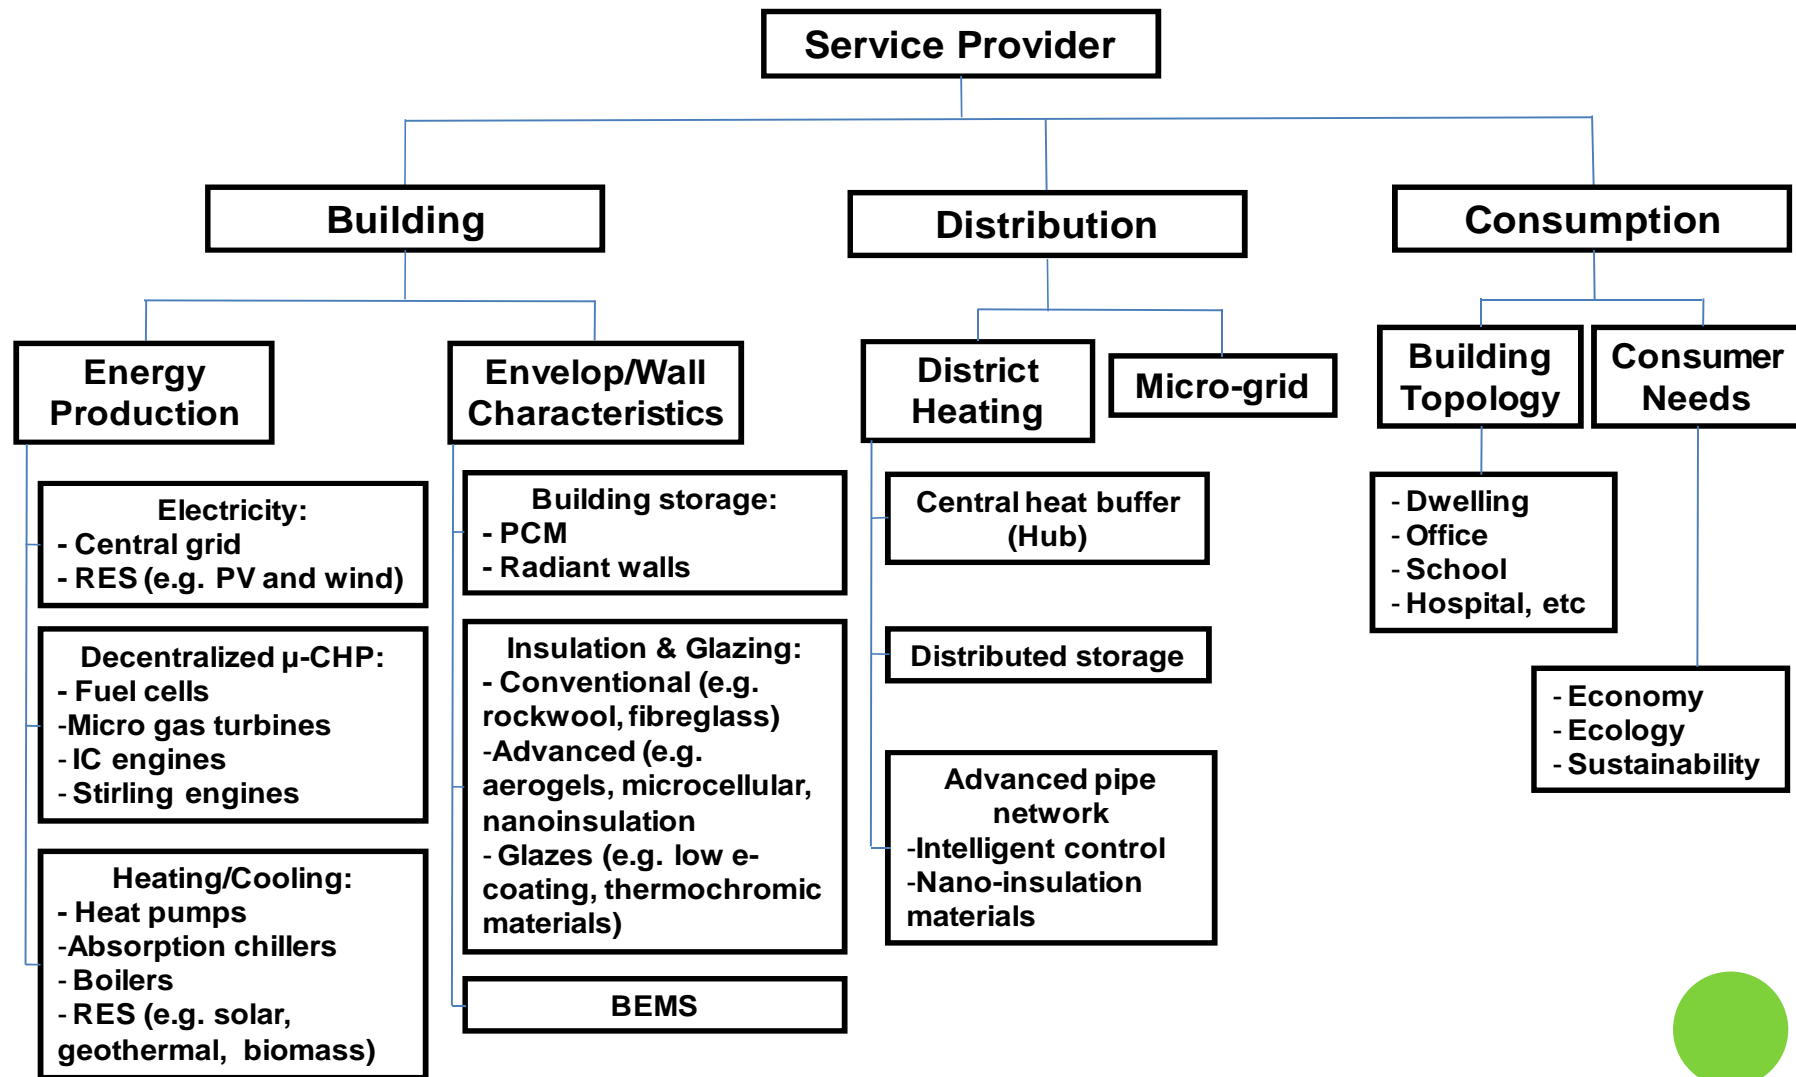 Service Provider
Building
Distribution
Consumption
Energy
Production
Envelop/Wall
Characteristics
District
Heating
Micro-grid
Building
Topology
Consumer
Needs
Electricity:
- Central grid
- RES (e.g. PV and wind)
Decentralized μ-CHP:
- Fuel cells
-Micro gas turbines
- IC engines
- Stirling engines
Heating/Cooling:
- Heat pumps
-Absorption chillers
- Boilers
- RES (e.g. solar,
geothermal, biomass)
Building storage:
- PCM
- Radiant walls
Insulation & Glazing:
- Conventional (e.g.
rockwool, fibreglass)
-Advanced (e.g.
aerogels, microcellular,
nanoinsulation
- Glazes (e.g. low e-
coating, thermochromic
materials)
BEMS
Central heat buffer
(Hub)
Distributed storage
Advanced pipe
network
-Intelligent control
-Nano-insulation
materials
- Dwelling
- Office
- School
- Hospital, etc
- Economy
- Ecology
- Sustainability